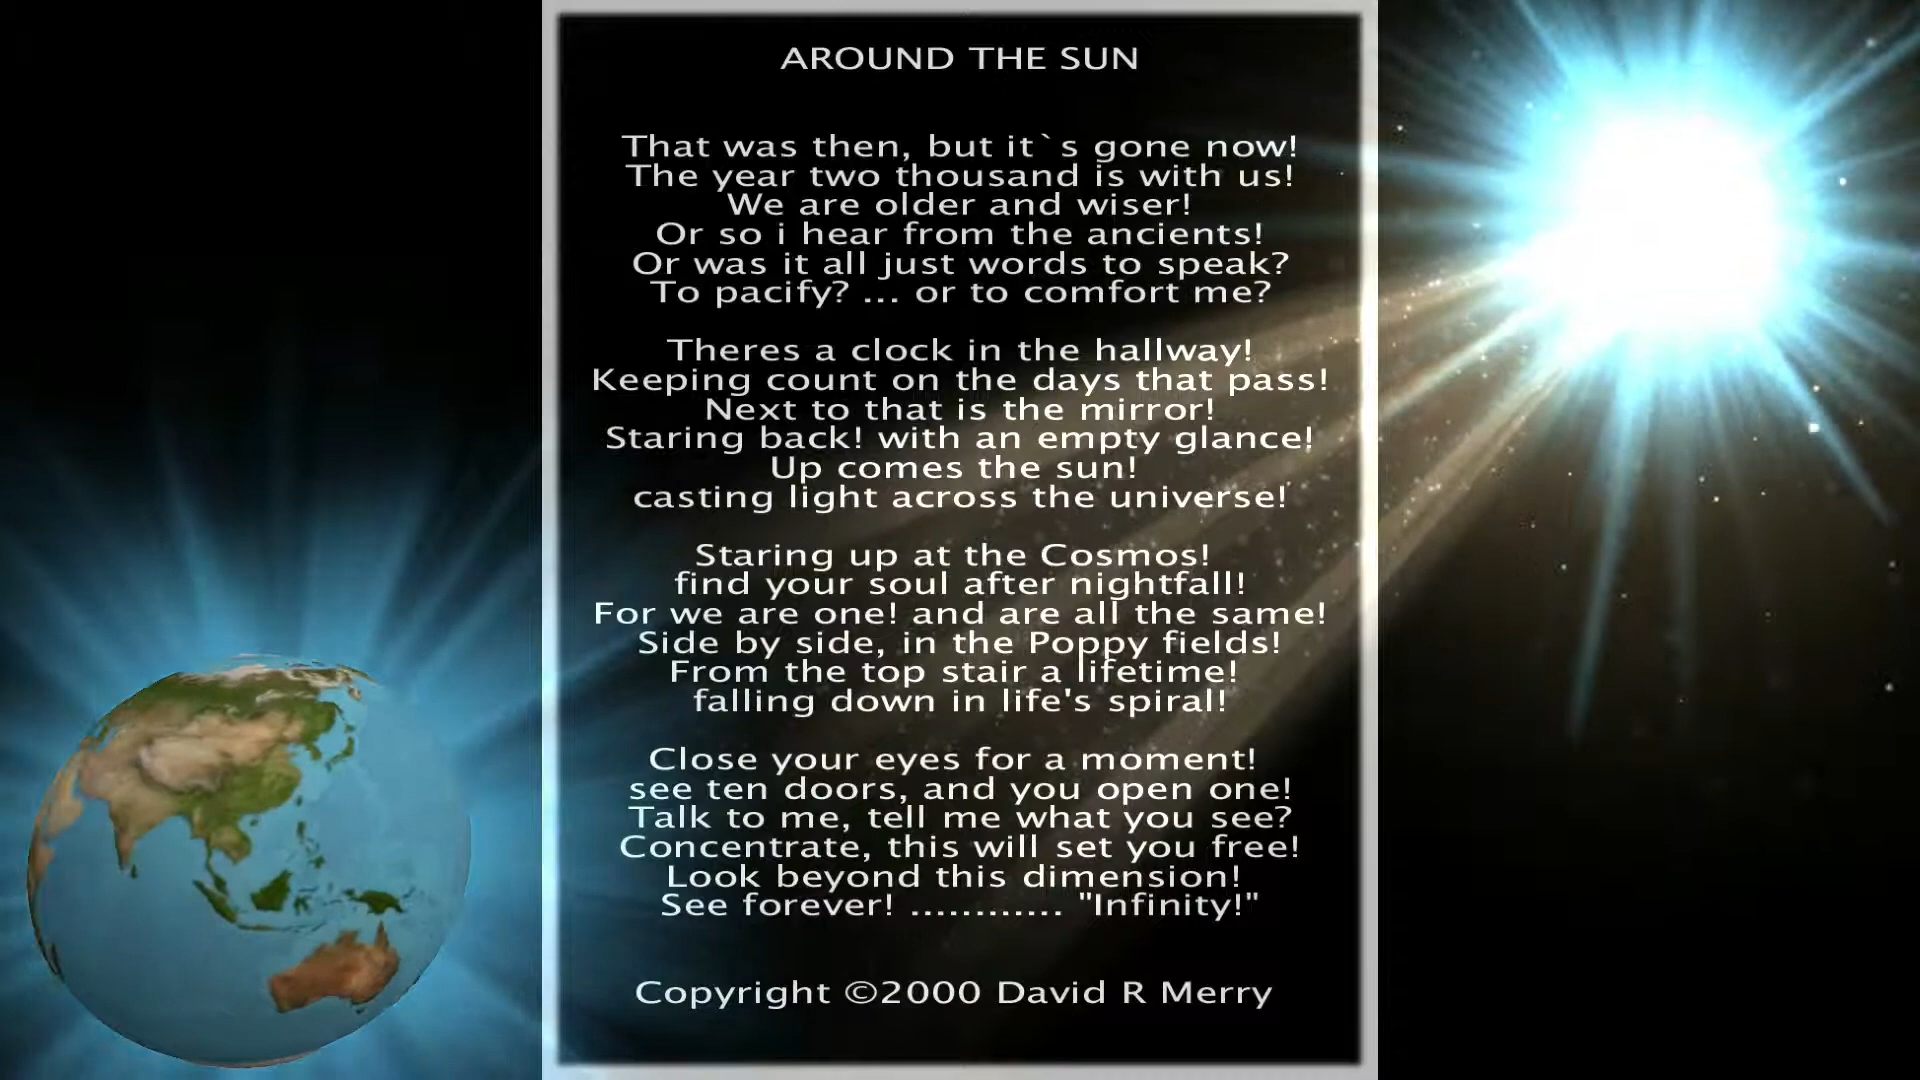 AROUND THE SUN
That was then, but it`s gone now!
The year two thousand is with us!
We are older and wiser!
Or so i hear from the ancients!
Or was it all just words to speak?
To pacify? ... or to comfort me?
Theres a clock in the hallway!
Keeping count on the days that pass!
Next to that is the mirror!
Staring back! with an empty glance!
Up comes the sun!
casting light across the universe!
Staring up at the Cosmos!
find your soul after nightfall!
For we are one! and are all the same!
Side by side, in the Poppy fields!
From the top stair a lifetime!
falling down in life's spiral!
Close your eyes for a moment!
see ten doors, and you open one!
Talk to me, tell me what you see?
Concentrate, this will set you free!
Look beyond this dimension!
See forever! ............ "Infinity!"
Copyright ©2000 David R Merry